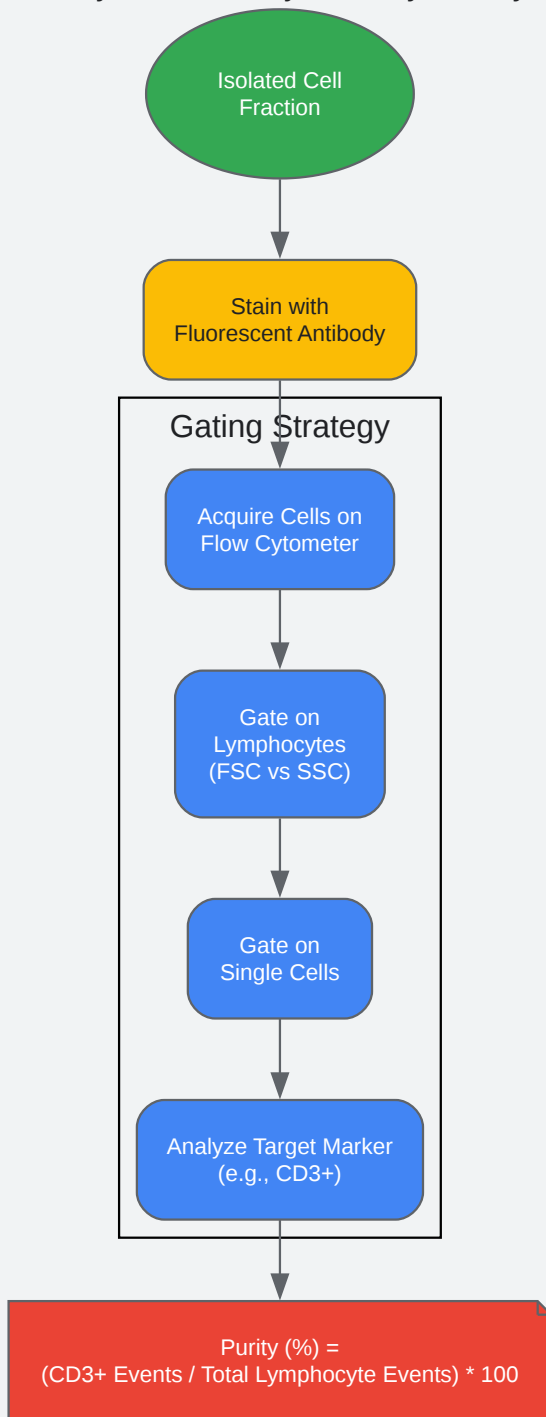 Isolated Cell
Fraction
Stain with
Fluorescent Antibody
Gating Strategy
Acquire Cells on
Flow Cytometer
Gate on
Lymphocytes
(FSC vs SSC)
Gate on
Single Cells
Analyze Target Marker
(e.g., CD3+)
Purity (%) =
(CD3+ Events / Total Lymphocyte Events) * 100